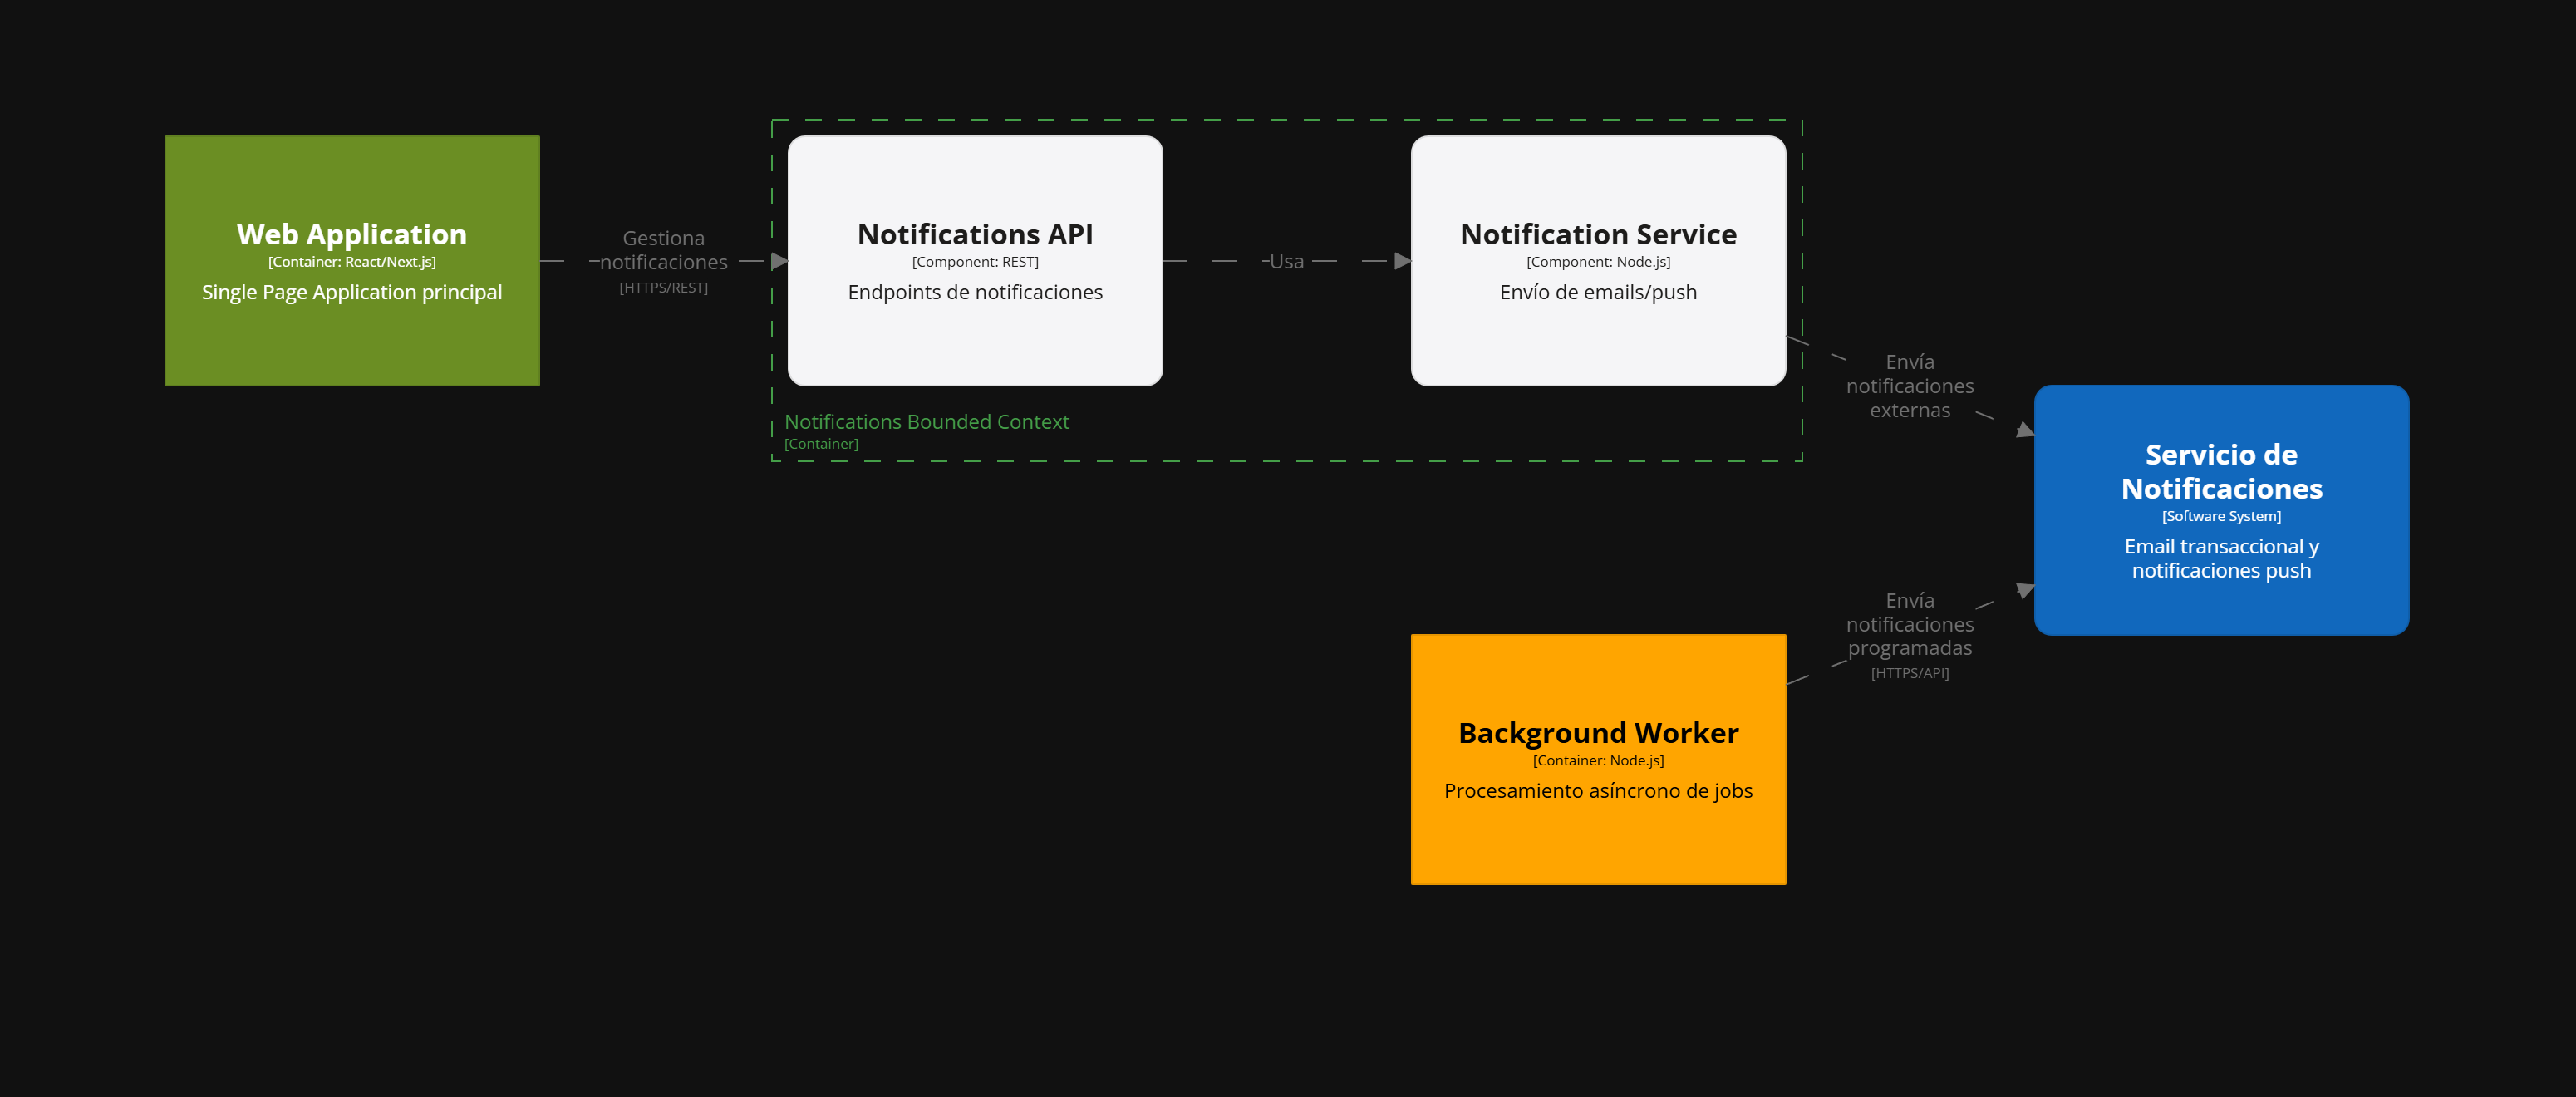 Web Application
[Container: React/Next.js]
Single Page Application principal
Gestiona
notificaciones
[HTTPS/REST]
Notifications API
[Component: REST]
Endpoints de notificaciones
Usa
Notification Service
[Component: Node.js]
Envío de emails/push
Notifications Bounded Context
[Container]
Envía
notificaciones
externas
Servicio de
Notificaciones
[Software System]
Email transaccional y
notificaciones push
Envía
notificaciones
programadas
[HTTPS/API]
Background Worker
[Container: Node.js]
Procesamiento asíncrono de jobs